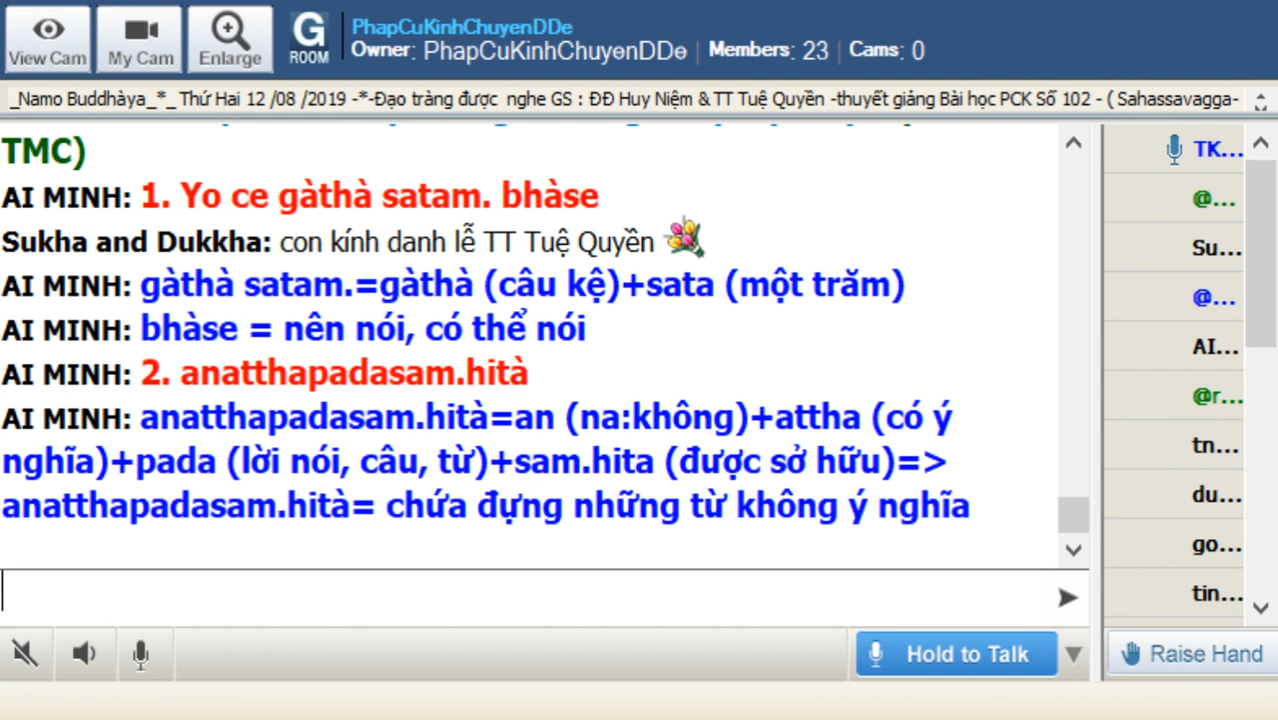 View Cam
My Cam
Enlarge
G
ROOM
PhapCuKinhChuyenDDe
Owner: PhapCuKinhChuyenDDe | Members: 23 | Cams: 0
_Namo Buddhàya_*_ Thứ Hai 12 /08 /2019 -*-Đạo tràng được nghe GS : ĐĐ Huy Niệm & TT Tuệ Quyền -thuyết giảng Bài học PCK Số 102 - ( Sahassavagga-
TMC)
AI MINH: 1. Yo ce gàthà satam. bhàse
Sukha and Dukkha: con kính danh lễ TT Tuệ Quyền
AI MINH: gàthà satam.=gàthà (câu kệ)+sata (một trăm)
AI MINH: bhàse = nên nói, có thể nói
AI MINH: 2. anatthapadasam.hità
AI MINH: anatthapadasam.hità=an (na:không)+attha (có ý
nghĩa)+pada (lời nói, câu, từ)+sam.hita (được sở hữu)=>
anatthapadasam.hità= chứa đựng những từ không ý nghĩa
TK...
@...
Su...
@...
AI...
@r...
tn...
du...
go...
tin...
Hold to Talk
Raise Hand